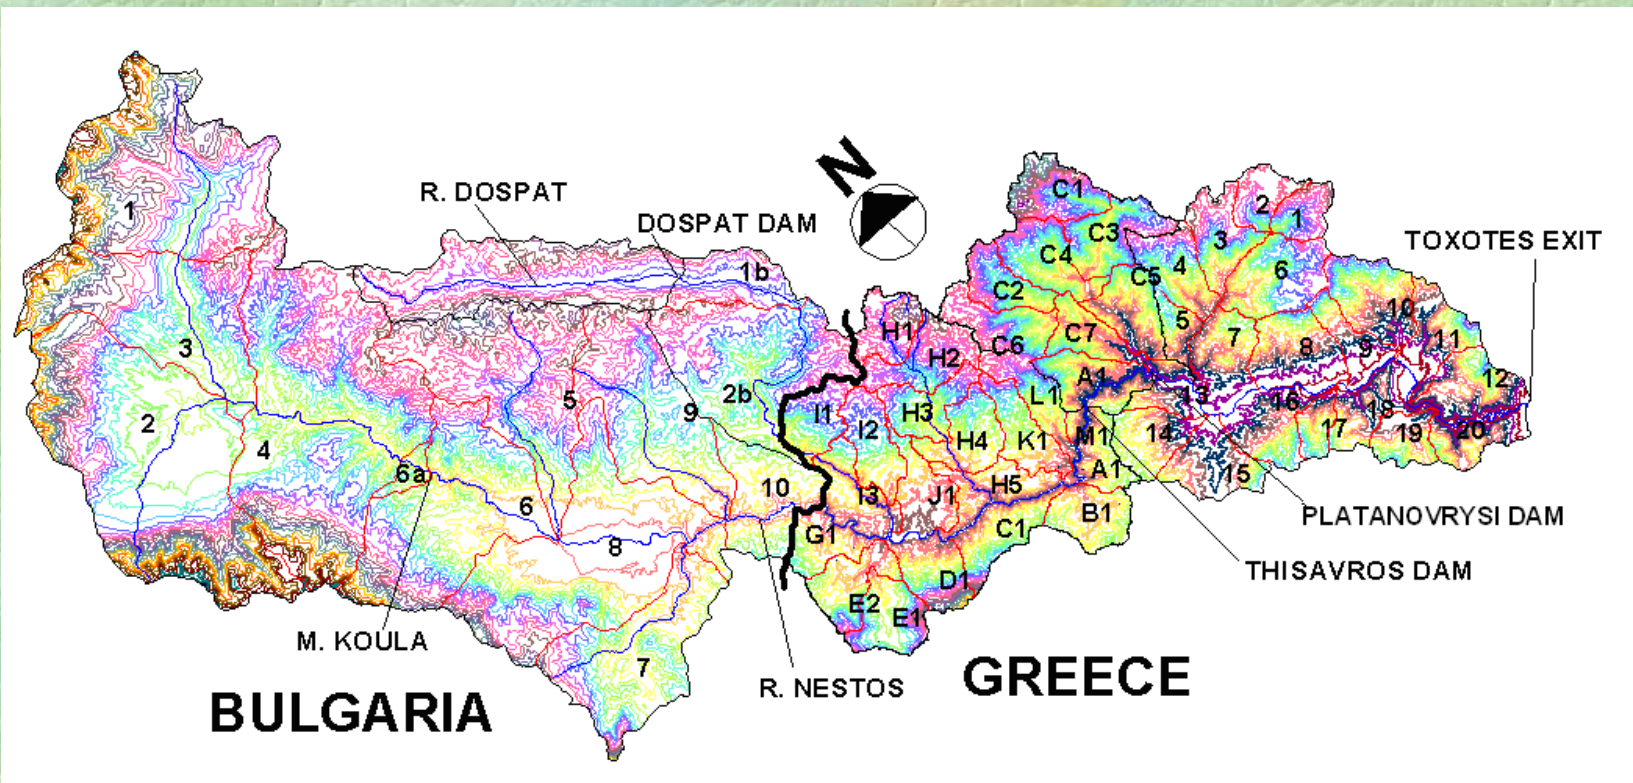 N
R. DOSPAT
DOSPAT DAM
TOXOTES EXIT
1
3
2
4
6a
6
5
8
7
9
10
1b
2b
H1
H2
I1
I2
H3
H4
K1
L1
I3
J1
H5
G1
C1
D1
E2
E1
B1
A1
M1
A1
C1
C3
C4
C5
C2
C6
C7
2
1
3
4
6
5
7
8
9
10
11
12
13
14
15
16
17
18
19
20
PLATANOVRYSI DAM
THISAVROS DAM
M. KOULA
R. NESTOS
BULGARIA
GREECE